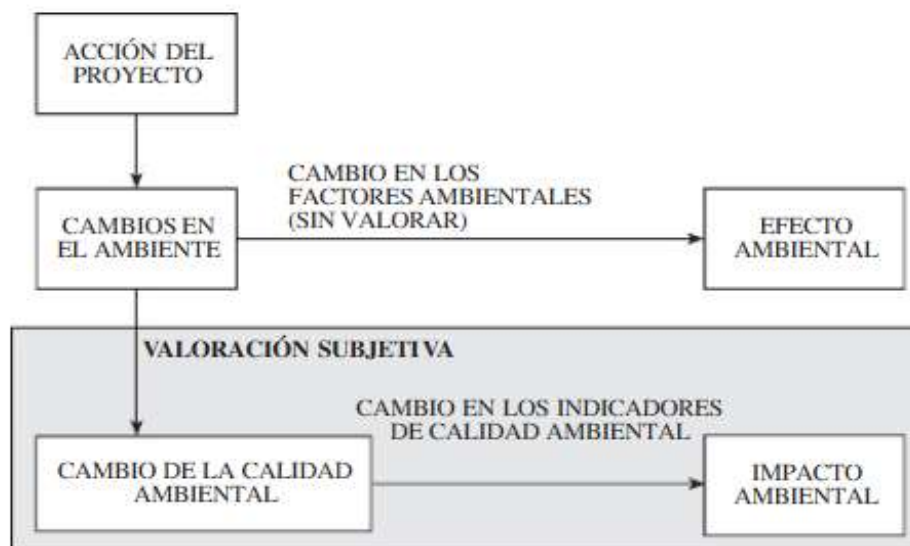 ACCIÓN DEL
PROYECTO
CAMBIO EN LOS
FACTORES AMBIENTALES
(SIN VALORAR)
CAMBIOS EN
EL AMBIENTE
EFECTO
AMBIENTAL
VALORACIÓN SUBJETIVA
CAMBIO EN LOS INDICADORES
DE CALIDAD AMBIENTAL
CAMBIO DE LA CALIDAD
AMBIENTAL
IMPACTO
AMBIENTAL